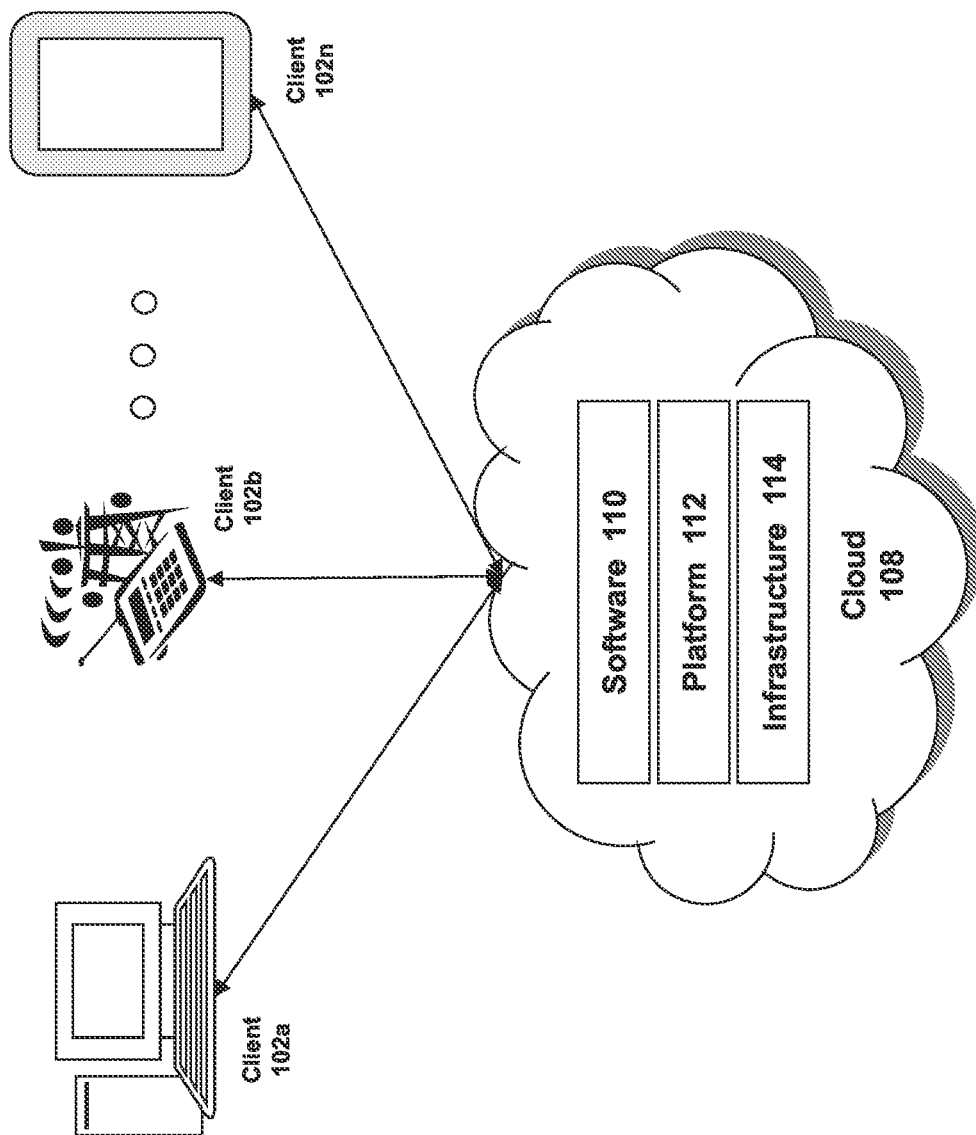 Client
102a
Client
102b
Client
102n
Software 110
Platform 112
Infrastructure 114
Cloud
108